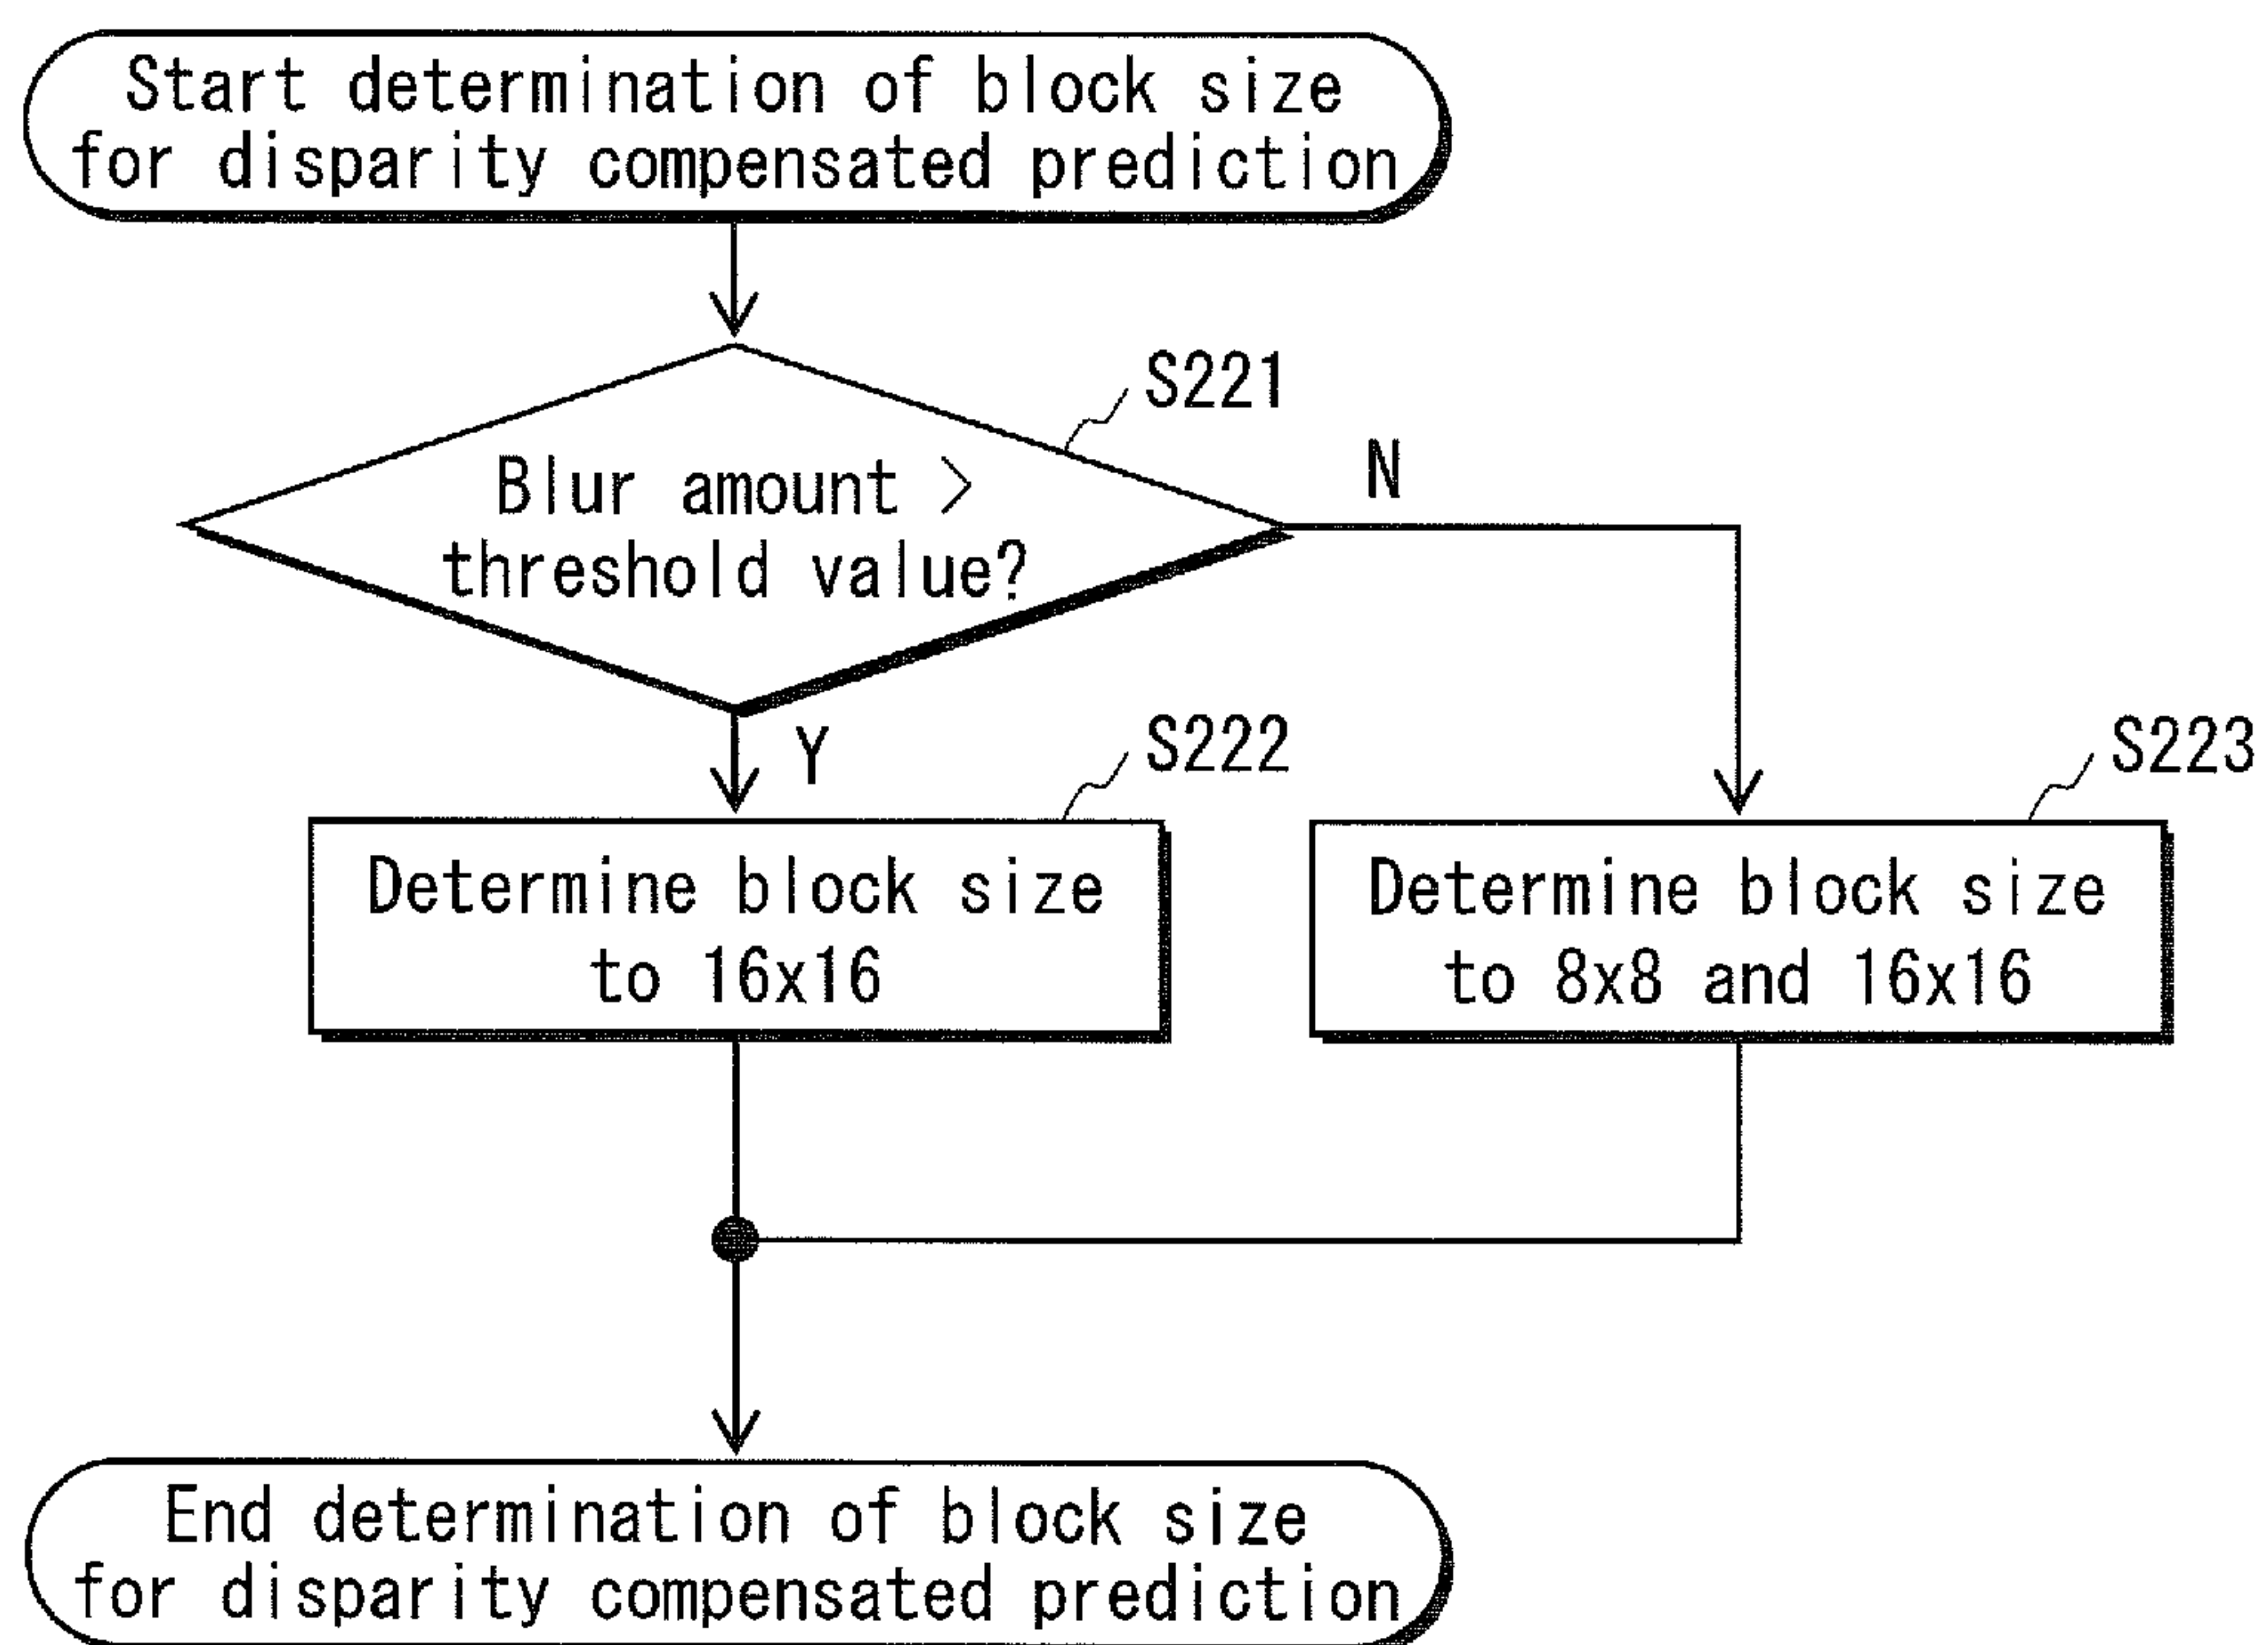 Start determination of block size
for disparity compensated prediction
S221
Blur amount >
threshold value?
N
Y
S222
S223
Determine block size
to 16x16
Determine block size
to 8x8 and 16x16
End determination of block size
for disparity compensated prediction